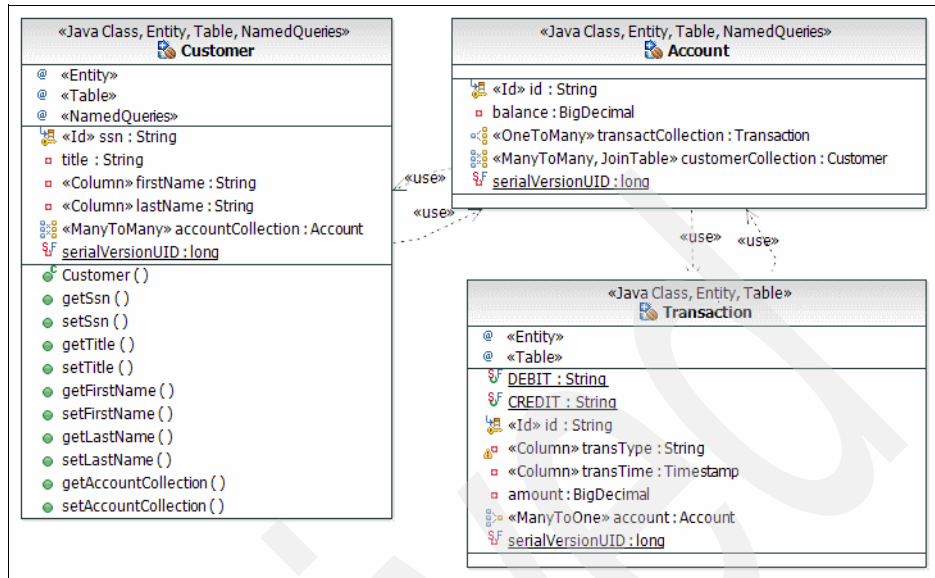 «Java Class, Entity, Table, NamedQueries»
Customer
@ «Entity»
@ «Table»
@ «NamedQueries»
«Id» ssn : String
title : String
«Column» firstName : String
«Column» lastName : String
«ManyToMany» accountCollection : Account
serialVersionUID : long
Customer ( )
getSsn ( )
setSsn ( )
getTitle ( )
setTitle ( )
getFirstName ( )
setFirstName ( )
getLastName ( )
setLastName ( )
getAccountCollection ( )
setAccountCollection ( )
«use»
«use»
«Java Class, Entity, Table, NamedQueries»
Account
«Id» id : String
balance : BigDecimal
«OneToMany» transactCollection : Transaction
«ManyToMany, JoinTable» customerCollection : Customer
serialVersionUID : long
«use»
«use»
«Java Class, Entity, Table»
Transaction
@ «Entity»
@ «Table»
DEBIT : String
CREDIT : String
«Id» id : String
«Column» transType : String
«Column» transTime : Timestamp
amount : BigDecimal
«ManyToOne» account : Account
serialVersionUID : long